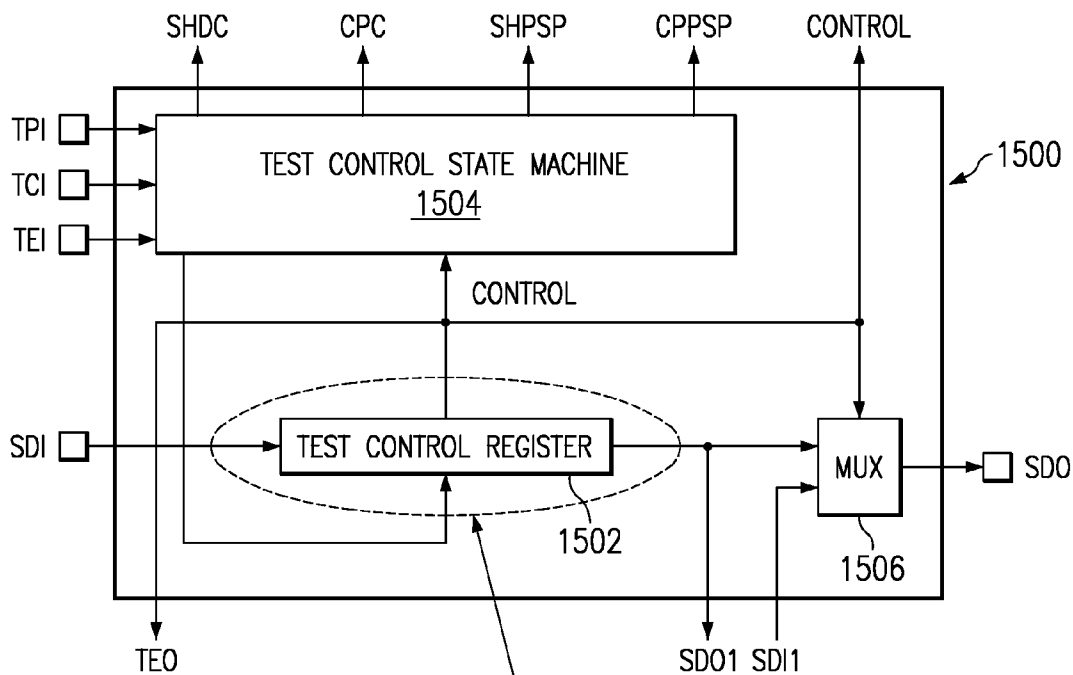 SHDC CPC SHPSP CPPSP CONTROL
TPI
TCI
TEI
TEST CONTROL STATE MACHINE
1504
1500
CONTROL
SDI
TEST CONTROL REGISTER
MUX
SDO
1502
1506
TEO
SDO1 SDI1